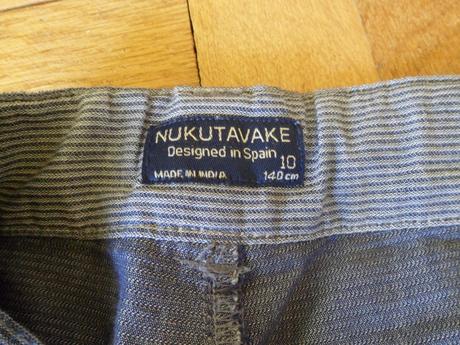 NUKUTAVAKE
Designed in Spain
10
MADE IN INDIA 140 cm